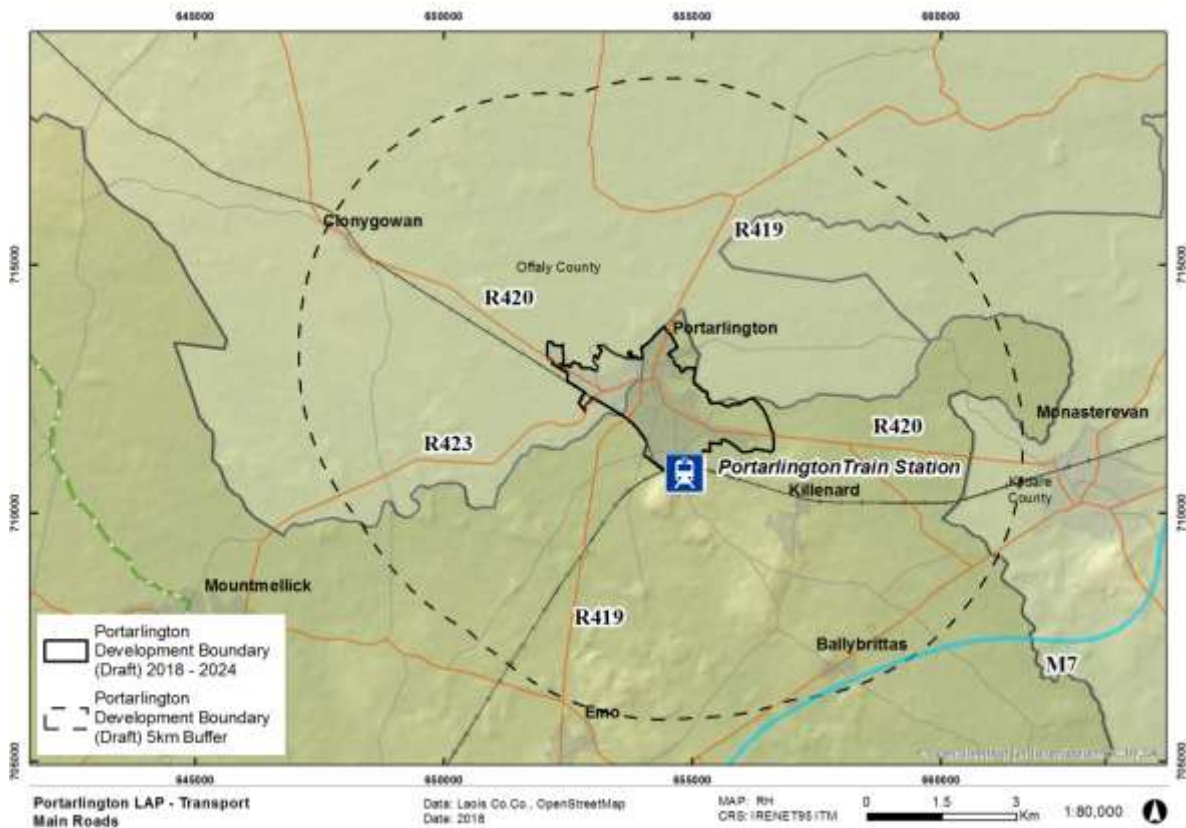 645000 650000 655000 660000
715000
715000
710000
710000
705000
705000
Clonygowan
R419
Offaly County
R420
Portarlington
Monasterevan
R420
R423
Portarlington Train Station
Killenard
Kildare
County
Mountmellick
R419
Ballybrittas
M7
Emo
Portarlington
Development Boundary
(Draft) 2018 - 2024
Portarlington
Development Boundary
(Draft) 5km Buffer
645000 650000 655000 660000
Portarlington LAP - Transport
Main Roads
Data: Laois Co.Co., OpenStreetMap
Date: 2018
MAP: RH
CRS: IRENET95 ITM
0 1.5 3
Km
1:80,000